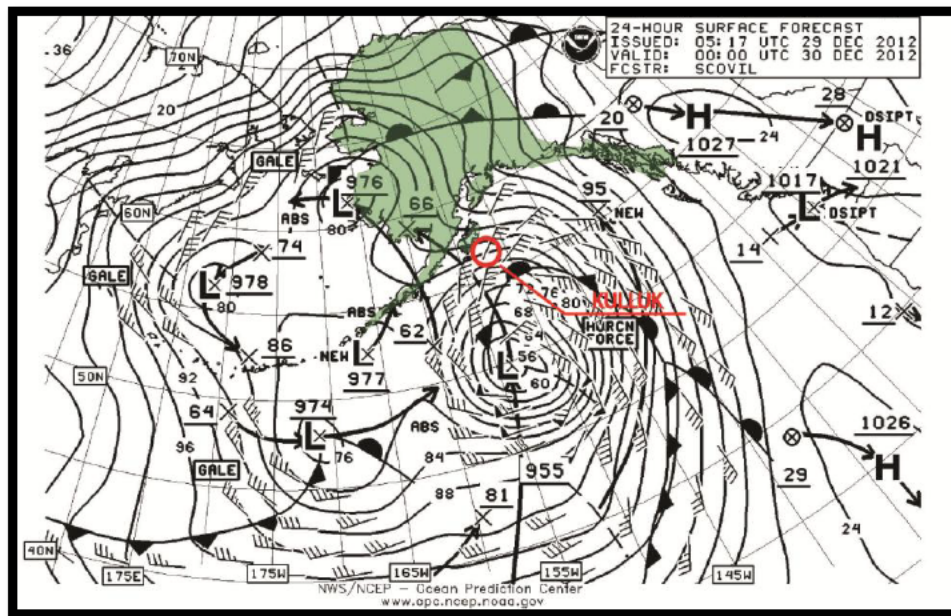 24-HOUR SURFACE FORECAST
ISSUED: 05:17 UTC 29 DEC 2012
VALID: 00:00 UTC 30 DEC 2012
FCSTR: SCOVIL
36
70N
20
GALE
976
ABS
80
66
60N
74
L
L
978
80
GALE
ABS
NEW
L
977
62
86
50N
92
64
974
L
76
96
GALE
ABS
84
88
81
955
95
NEW
76
80
68
64
KULLUK
HURCN
FORCE
L
56
60
20
H
1027
24
28
DSIPT
H
1021
1017
L
DSIPT
14
12
1026
H
29
24
40N
175E
175W
165W
155W
145W
NWS/NCEP – Ocean Prediction Center
www.opc.ncep.noaa.gov